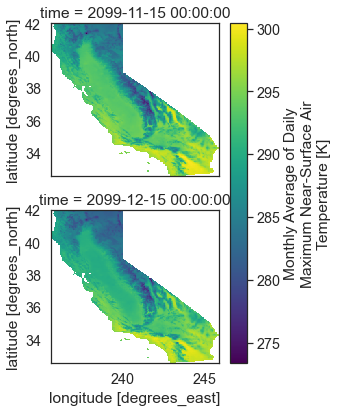 time = 2099-11-15 00:00:00
42
40
38
36
34
latitude [degrees_north]
time = 2099-12-15 00:00:00
42
40
38
36
34
latitude [degrees_north]
240
245
longitude [degrees_east]
300
295
290
285
280
275
Monthly Average of Daily
Maximum Near-Surface Air
Temperature [K]